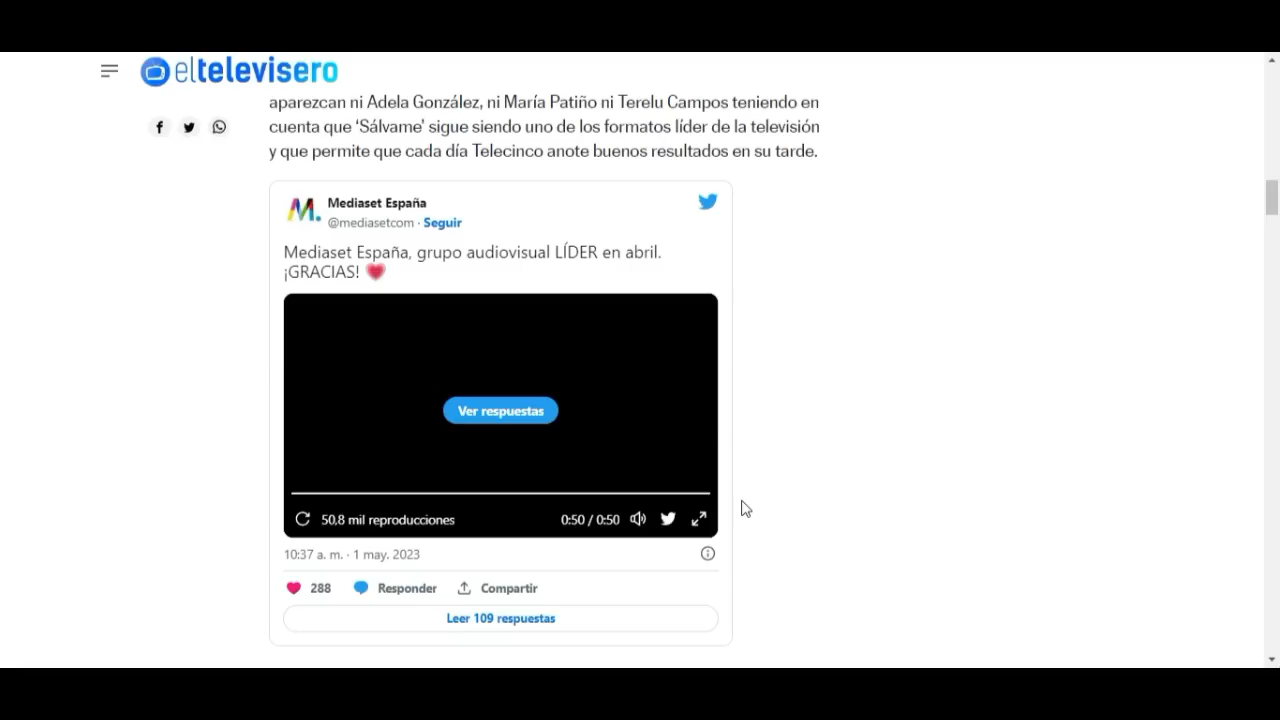 eltelevisero
aparezcan ni Adela González, ni María Patiño ni Terelu Campos teniendo en
cuenta que ‘Sálvame’ sigue siendo uno de los formatos líder de la televisión
y que permite que cada día Telecinco anote buenos resultados en su tarde.
M.
Mediaset España
@mediasetcom · Seguir
Mediaset España, grupo audiovisual LÍDER en abril.
¡GRACIAS!
Ver respuestas
50,8 mil reproducciones 0:50 / 0:50
10:37 a. m. · 1 may. 2023
288 Responder Compartir
Leer 109 respuestas